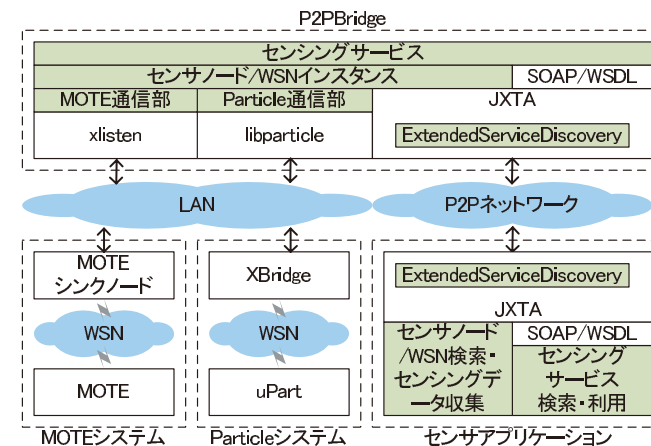 P2PBridge
センシングサービス
センサノード/WSNインスタンス
SOAP/WSDL
MOTE通信部
Particle通信部
JXTA
xlisten
libparticle
ExtendedServiceDiscovery
LAN
P2Pネットワーク
MOTE
シンクノード
XBridge
ExtendedServiceDiscovery
JXTA
WSN
WSN
センサノード
/WSN検索・
センシングデ
ータ収集
SOAP/WSDL
センシング
サービス
検索・利用
MOTE
uPart
MOTEシステム
Particleシステム
センサアプリケーション